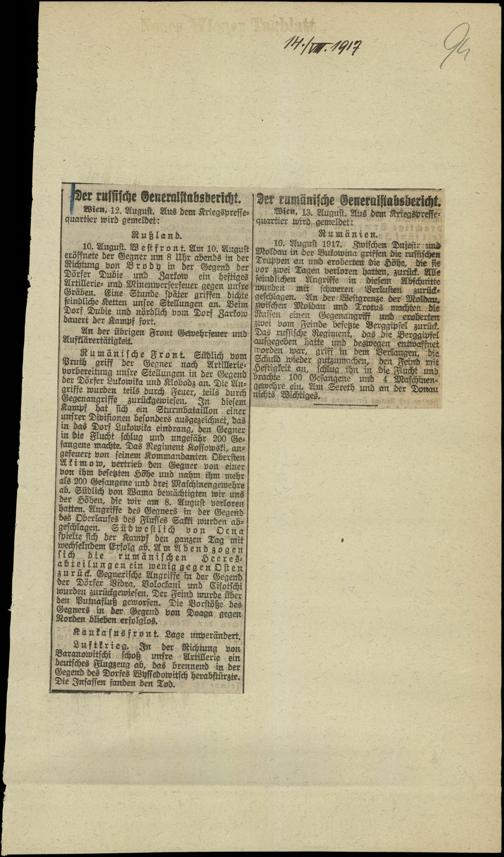 Neues Wiener Tagblatt
14./VIII. 1917
Der russische Generalstabsbericht.
Wien, 12. August. Aus dem Kriegspresse-
quartier wird gemeldet:
Rußland.
10. August. Westfront. Am 10. August
eröffnete der Gegner um 8 Uhr abends in der
Richtung von Brody in der Gegend der
Dörfer Dubie und Zarkow ein heftiges
Artillerie- und Minenwerferfeuer gegen unsre
Gräben. Eine Stunde später griffen dichte
feindliche Ketten unsre Stellungen an. Beim
Dorf Dubie und nördlich vom Dorf Zarkow
dauert der Kampf fort.
An der übrigen Front Gewehrfeuer und
Aufklärertätigkeit.
Rumänische Front. Südlich vom
Pruth griff der Gegner nach Artillerie-
vorbereitung unsre Stellungen in der Gegend
der Dörfer Lukowika und Klobodz an. Die An-
griffe wurden teils durch Feuer, teils durch
Gegenangriffe zurückgewiesen. In diesem
Kampf hat sich ein Sturmbataillon einer
unsrer Divisionen besonders ausgezeichnet, das
in das Dorf Lukowika eindrang, den Gegner
in die Flucht schlug und ungefähr 200 Ge-
fangene machte. Das Regiment Kossowski, an-
gefeuert von seinem Kommandanten Obersten
Akimow, vertrieb den Gegner von einer
von ihm besetzten Höhe und nahm ihm mehr
als 200 Gefangene und drei Maschinengewehre
ab. Südlich von Wama bemächtigten wir uns
der Höhen, die wir am 8. August verloren
hatten. Angriffe des Gegners in der Gegend
des Oberlaufes des Flusses Sakki wurden ab-
geschlagen. Südwestlich von Ocna
spielte sich der Kampf den ganzen Tag mit
wechselndem Erfolg ab. Am Abend zogen
sich die rumänischen Heeres-
abteilungen ein wenig gegen Osten
zurück. Gegnerische Angriffe in der Gegend
der Dörfer Vidra, Valockani und Cifoischi
wurden zurückgewiesen. Der Feind wurde über
den Putnafluß geworfen. Die Vorstöße des
Gegners in der Gegend von Doaga gegen
Norden blieben erfolglos.
Kaukasusfront. Lage unverändert.
Luftkrieg. In der Richtung von
Baranowitschi schoß unsre Artillerie ein
deutsches Flugzeug ab, das brennend in der
Gegend des Dorfes Wyssedowitsch herabstürzte.
Die Insassen fanden den Tod.
Der rumänische Generalstabsbericht.
Wien, 13. August. Aus dem Kriegspresse-
quartier wird gemeldet:
Rumänien.
10. August 1917. Zwischen Dujoir und
Moldau in der Bukowina griffen die russischen
Truppen an und eroberten die Höhe, die sie
vor zwei Tagen verloren hatten, zurück. Alle
feindlichen Angriffe in diesem Abschnitte
wurden mit schweren Verlusten zurück-
geschlagen. An der Westgrenze der Moldau,
zwischen Moldau und Trotus machten die
Russen einen Gegenangriff und eroberten
zwei vom Feinde besetzte Berggipfel zurück.
Das russische Regiment, das die Berggipfel
aufgegeben hatte und deswegen entwaffnet
worden war, griff in dem Verlangen, die
Schuld wieder gutzumachen, den Feind mit
Heftigkeit an, schlug ihn in die Flucht und
brachte 100 Gefangene und 4 Maschinen-
gewehre ein. Am Sereth und an der Donau
nichts Wichtiges.